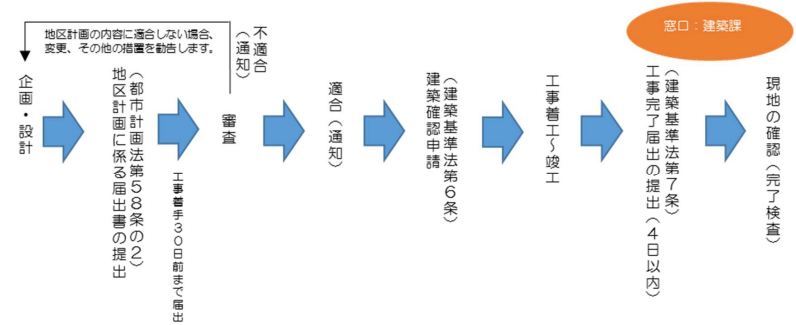 地区計画の内容に適合しない場合、
変更、その他の措置を勧告します。
不適合
（通知）
窓口：建築課
企画・設計
（都市計画法第５８条の２）
地区計画に係る届出書の提出
工事着手３０日前まで届出
審査
適合（通知）
（建築基準法第６条）
建築確認申請
工事着工～竣工
（建築基準法第７条）
工事完了届出の提出（４日以内）
現地の確認（完了検査）